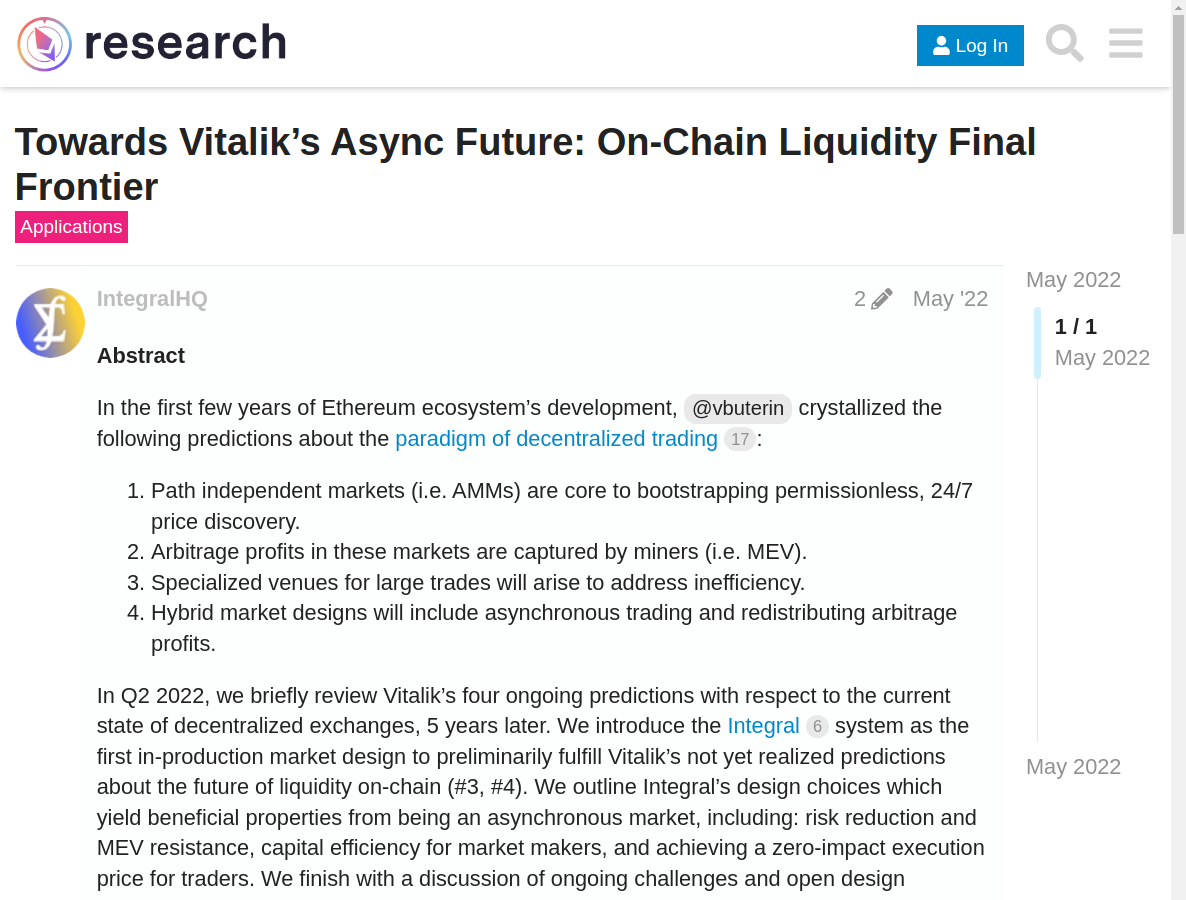 research
Log In
Towards Vitalik’s Async Future: On-Chain Liquidity Final
Frontier
Applications
IntegralHQ
2
May '22
Abstract
In the first few years of Ethereum ecosystem’s development, @vbuterin crystallized the
following predictions about the paradigm of decentralized trading 17 :
1. Path independent markets (i.e. AMMs) are core to bootstrapping permissionless, 24/7
price discovery.
2. Arbitrage profits in these markets are captured by miners (i.e. MEV).
3. Specialized venues for large trades will arise to address inefficiency.
4. Hybrid market designs will include asynchronous trading and redistributing arbitrage
profits.
In Q2 2022, we briefly review Vitalik’s four ongoing predictions with respect to the current
state of decentralized exchanges, 5 years later. We introduce the Integral 6 system as the
first in-production market design to preliminarily fulfill Vitalik’s not yet realized predictions
about the future of liquidity on-chain (#3, #4). We outline Integral’s design choices which
yield beneficial properties from being an asynchronous market, including: risk reduction and
MEV resistance, capital efficiency for market makers, and achieving a zero-impact execution
price for traders. We finish with a discussion of ongoing challenges and open design
May 2022
1 / 1
May 2022
May 2022